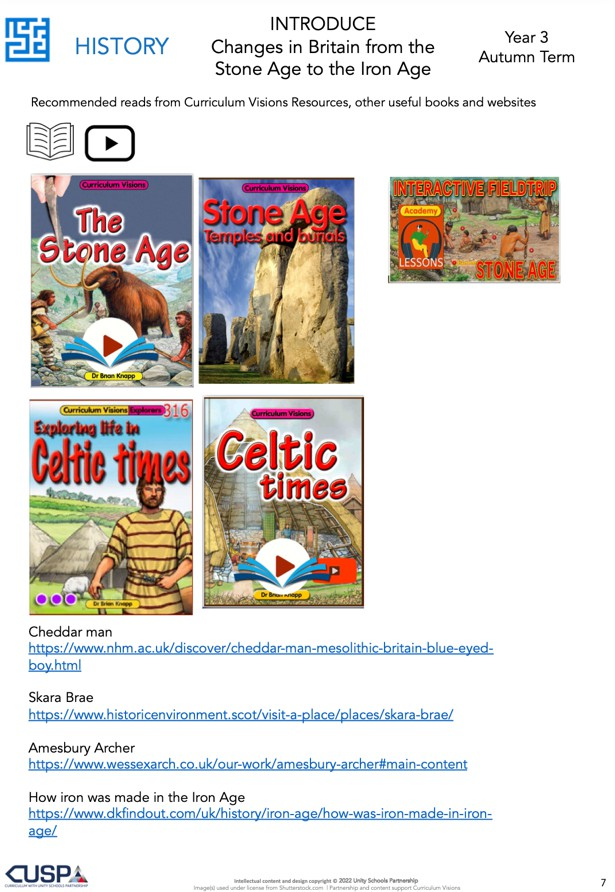 HISTORY
INTRODUCE
Changes in Britain from the
Stone Age to the Iron Age
Year 3
Autumn Term
Recommended reads from Curriculum Visions Resources, other useful books and websites
Curriculum Visions
The
Stone Age
Dr Brian Knapp
Curriculum Visions
Stone Age
Temples and burials
INTERACTIVE FIELDTRIP
Academy
LESSONS
STONE AGE
Curriculum Visions Explorers 316
Exploring life in
Celtic times
Dr Brian Knapp
Curriculum Visions
Celtic
times
Dr Brian Knapp
Cheddar man
https://www.nhm.ac.uk/discover/cheddar-man-mesolithic-britain-blue-eyed-
boy.html
Skara Brae
https://www.historicenvironment.scot/visit-a-place/places/skara-brae/
Amesbury Archer
https://www.wessexarch.co.uk/our-work/amesbury-archer#main-content
How iron was made in the Iron Age
https://www.dkfindout.com/uk/history/iron-age/how-was-iron-made-in-iron-
age/
CUSP
CURRICULUM WITH UNITY SCHOOLS PARTNERSHIP
Intellectual content and design copyright © 2022 Unity Schools Partnership
Image(s) used under license from Shutterstock.com | Partnership and content support Curriculum Visions
7